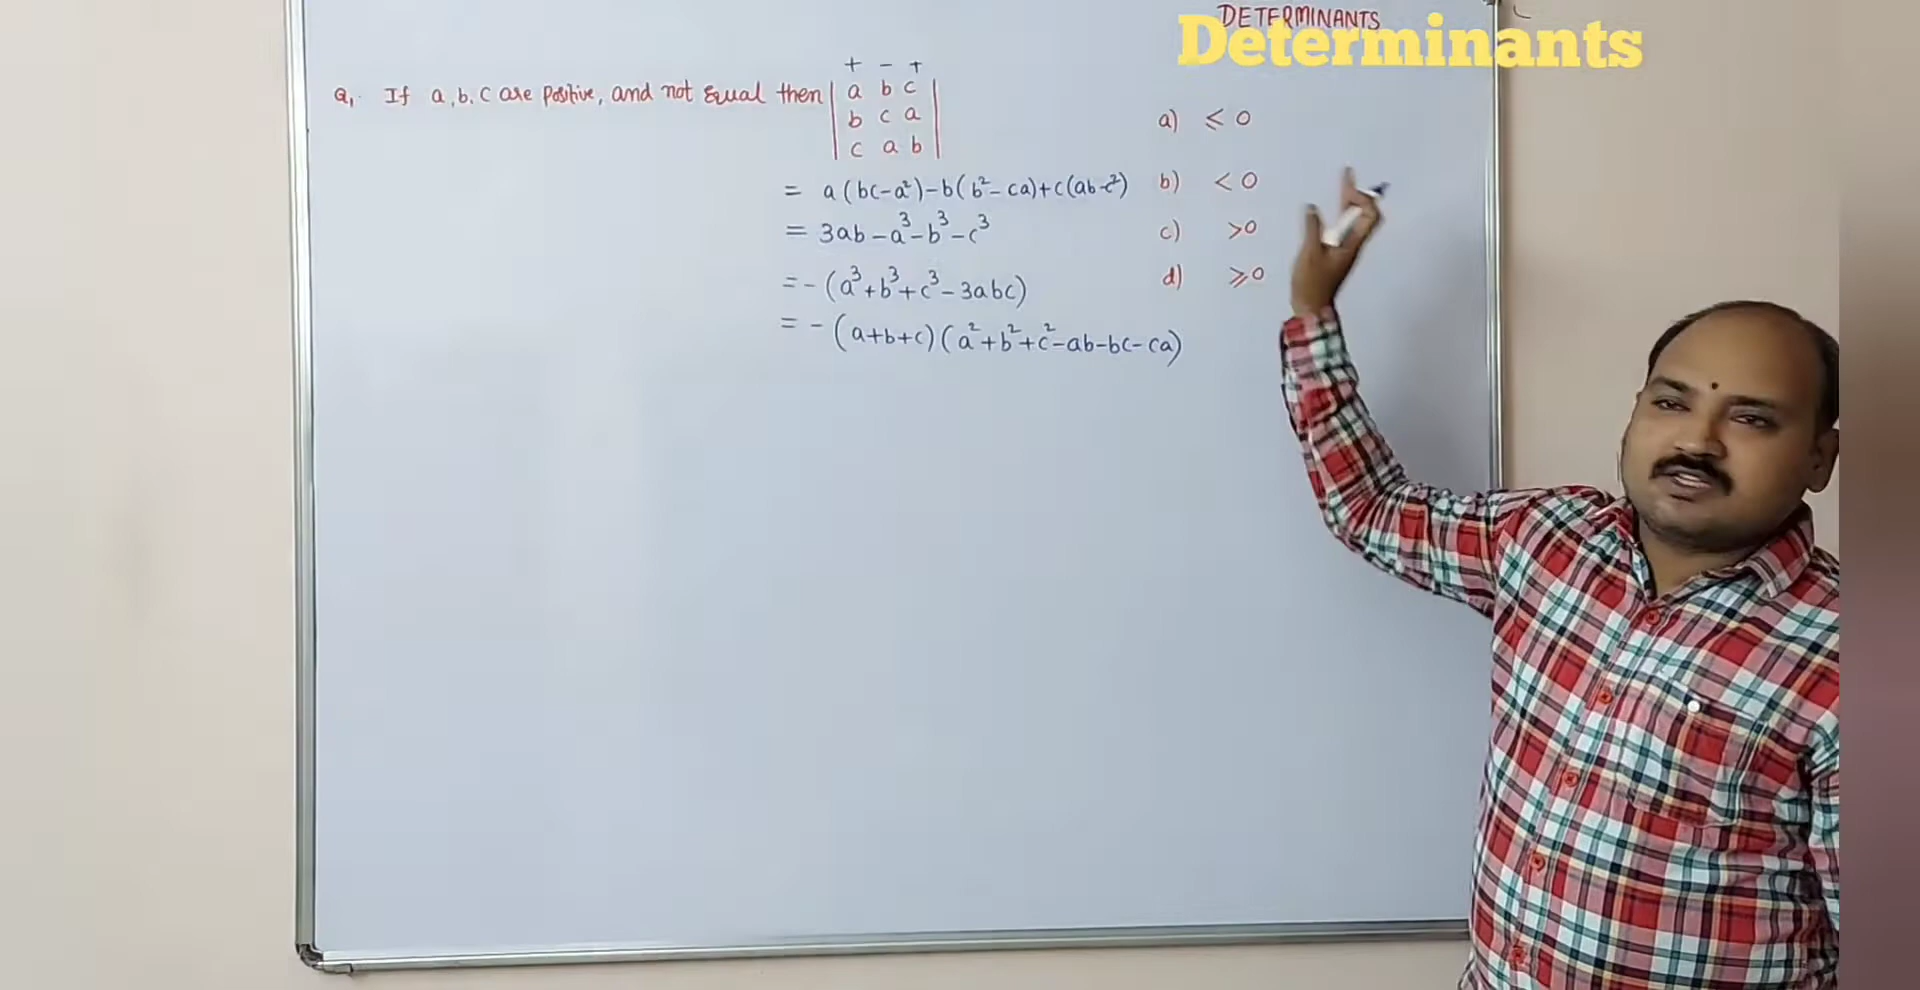 DETERMINANTS
Determinants
+ - +
Q1. If a, b, c are positive, and not Equal then | a b c |
| b c a |
| c a b |
a) ⩽ 0
= a (bc-a²)-b(b²-ca)+c(ab-c²)
b) < 0
= 3ab-a³-b³-c³
c) >0
=-(a³+b³+c³-3abc)
d) ⩾0
=-(a+b+c)(a²+b²+c²-ab-bc-ca)